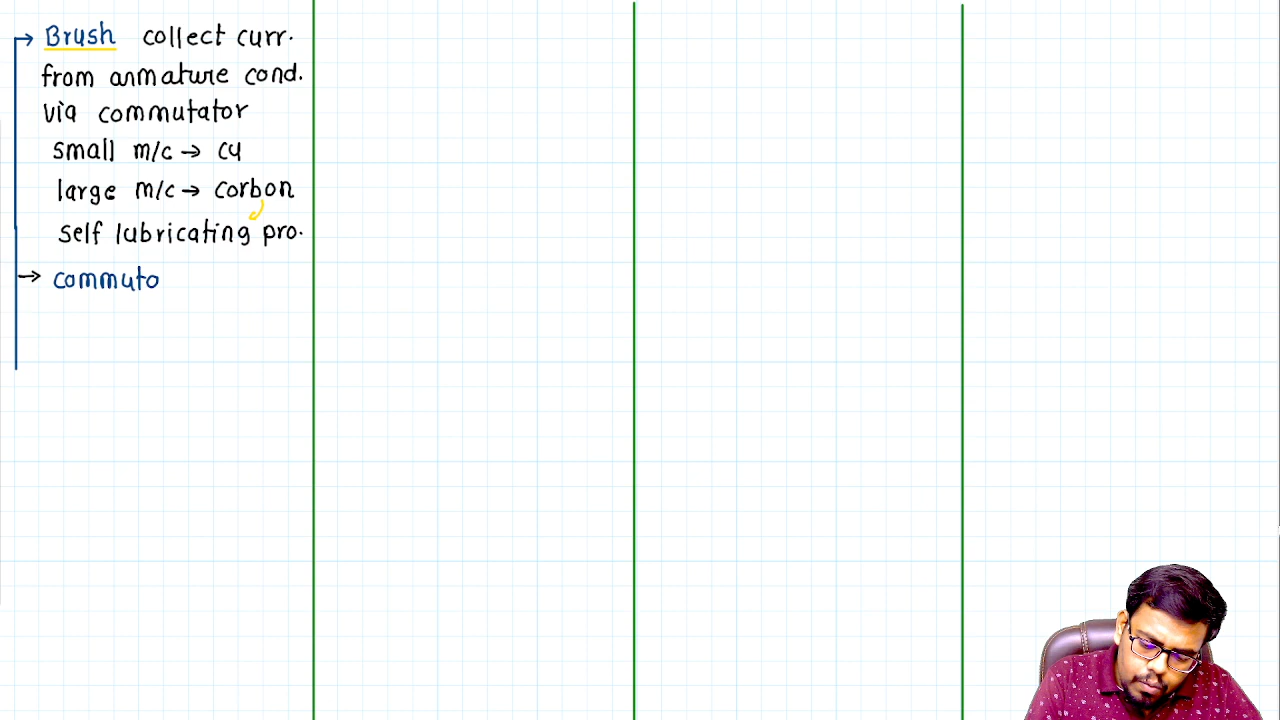 Brush collect curr.
from armature cond.
via commutator
small m/c → cu
large m/c → corbon
self lubricating pro.
→ commuto